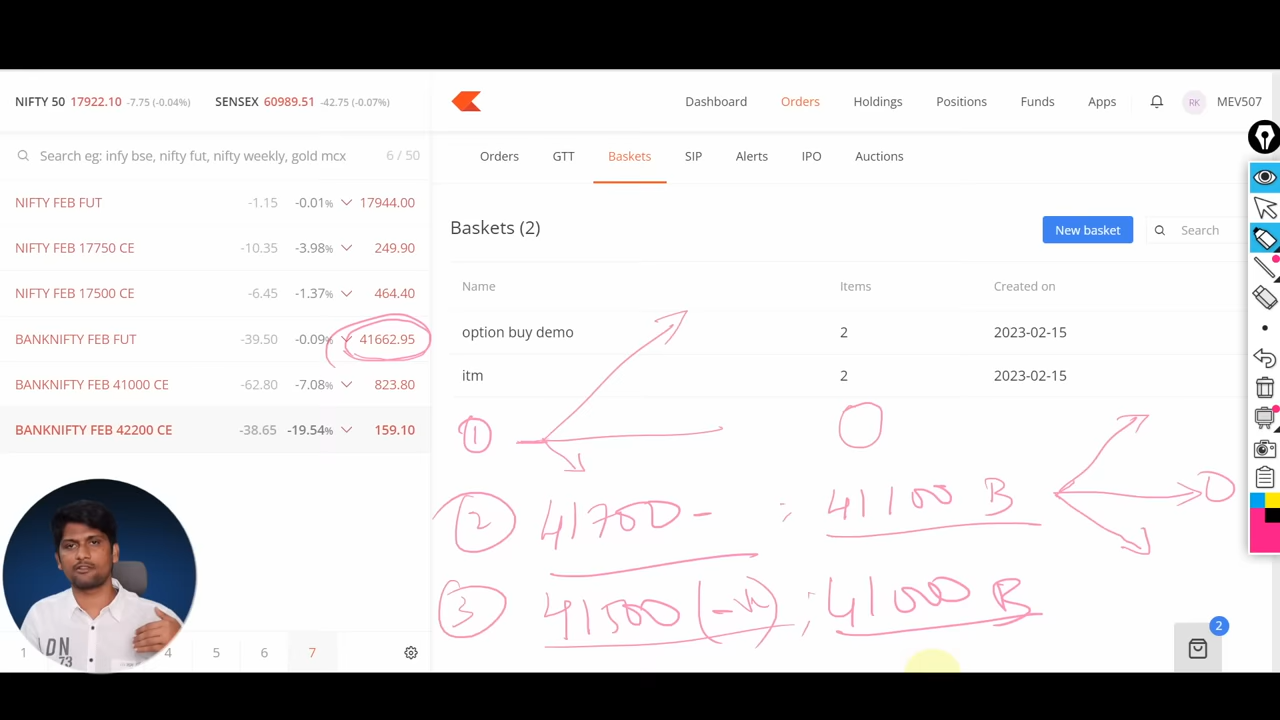 NIFTY 50 17922.10 -7.75 (-0.04%) SENSEX 60989.51 -42.75 (-0.07%)
Dashboard Orders Holdings Positions Funds Apps RK MEV507
Search eg: infy bse, nifty fut, nifty weekly, gold mcx 6 / 50
Orders GTT Baskets SIP Alerts IPO Auctions
NIFTY FEB FUT -1.15 -0.01% 17944.00
NIFTY FEB 17750 CE -10.35 -3.98% 249.90
NIFTY FEB 17500 CE -6.45 -1.37% 464.40
BANKNIFTY FEB FUT -39.50 -0.09% 41662.95
BANKNIFTY FEB 41000 CE -62.80 -7.08% 823.80
BANKNIFTY FEB 42200 CE -38.65 -19.54% 159.10
Baskets (2) New basket Search
Name Items Created on
option buy demo 2 2023-02-15
itm 2 2023-02-15
1
2 41700 - ; 41100 B 0
3 41500 ; 41000 B
DN
73
1 4 5 6 7
2